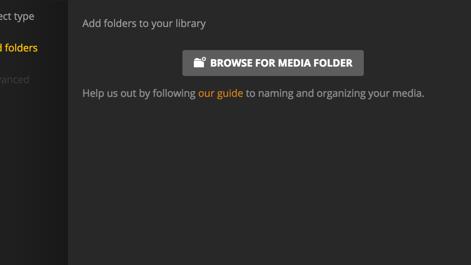 ect type
Add folders to your library
d folders
BROWSE FOR MEDIA FOLDER
vanced
Help us out by following our guide to naming and organizing your media.